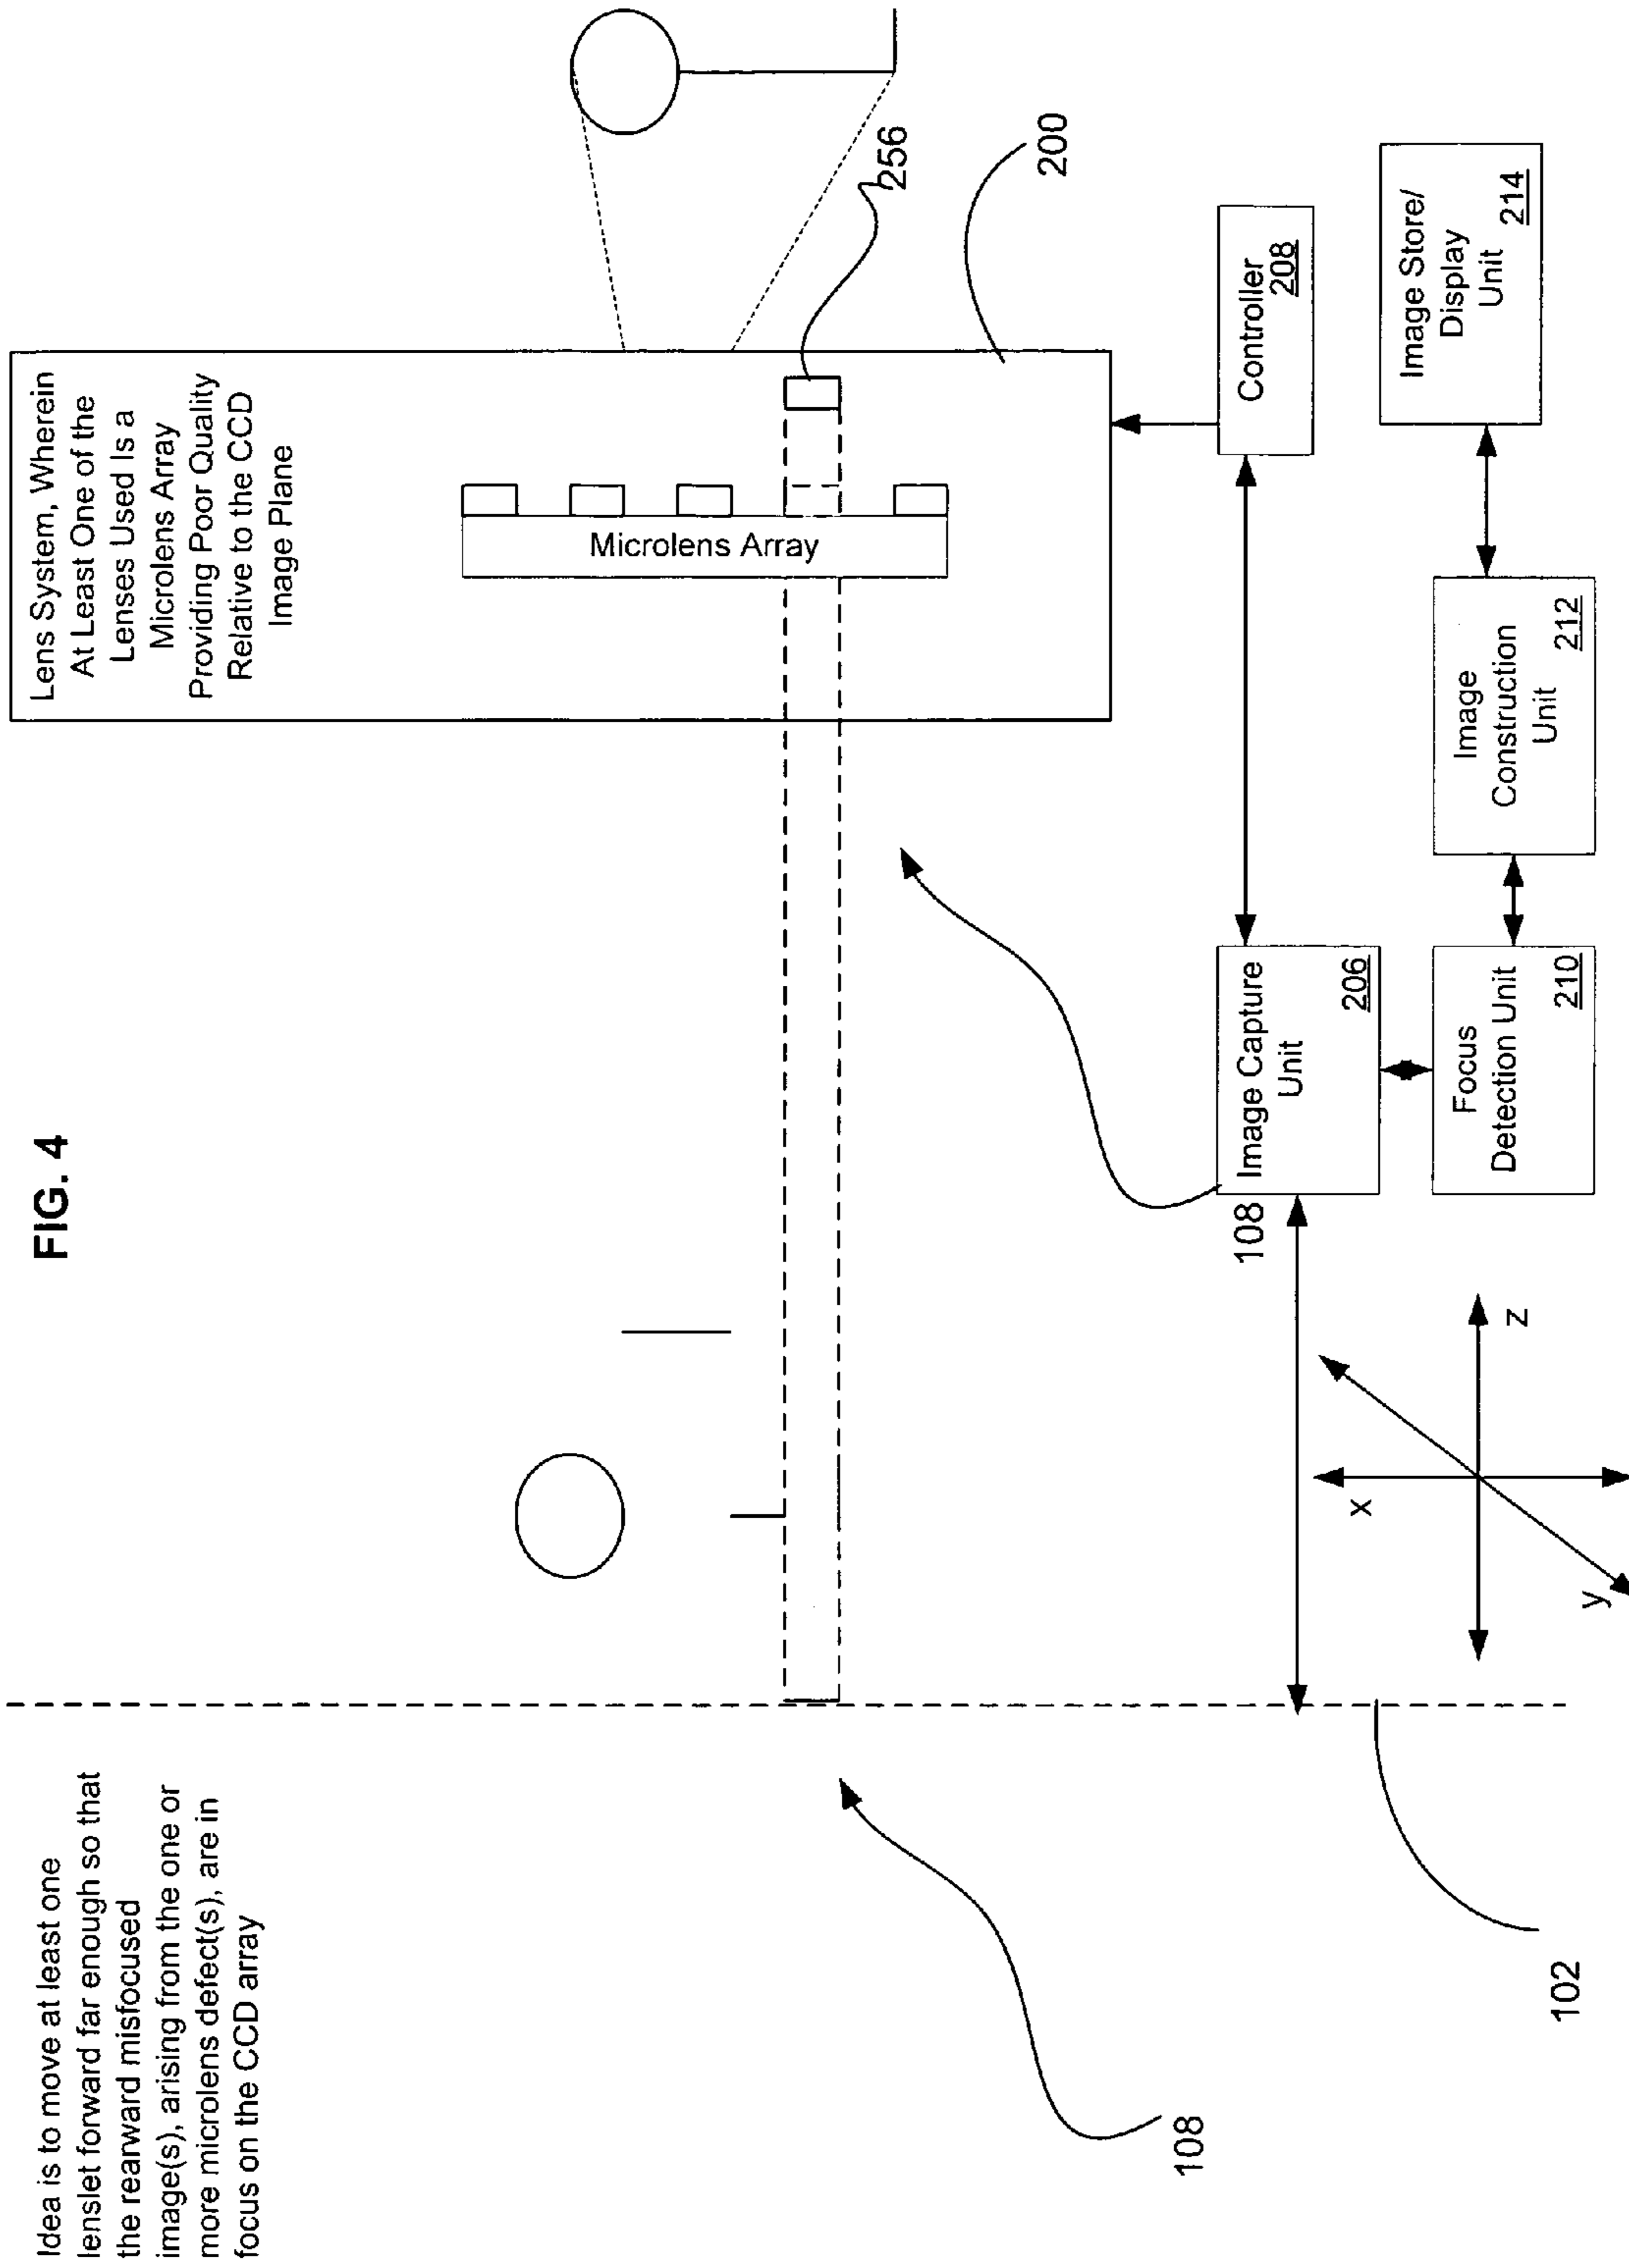 FIG. 4
Idea is to move at least one
lenslet forward far enough so that
the rearward misfocused
image(s), arising from the one or
more microlens defect(s), are in
focus on the CCD array
Lens System, Wherein
At Least One of the
Lenses Used Is a
Microlens Array
Providing Poor Quality
Relative to the CCD
Image Plane
Microlens Array
256
200
108
102
108
x
y
z
Image Capture
Unit
206
Controller
208
Focus
Detection Unit
210
Image
Construction
Unit
212
Image Store/
Display
Unit
214